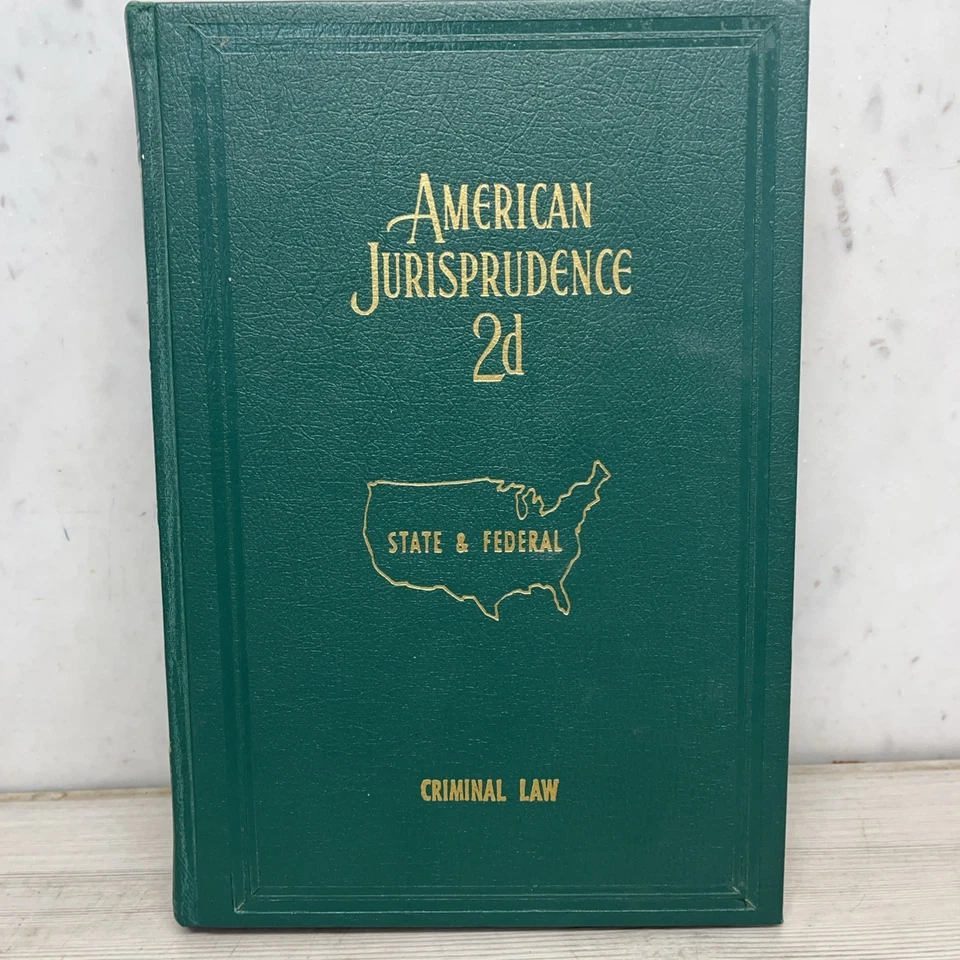 AMERICAN
JURISPRUDENCE
2d
STATE & FEDERAL
CRIMINAL LAW